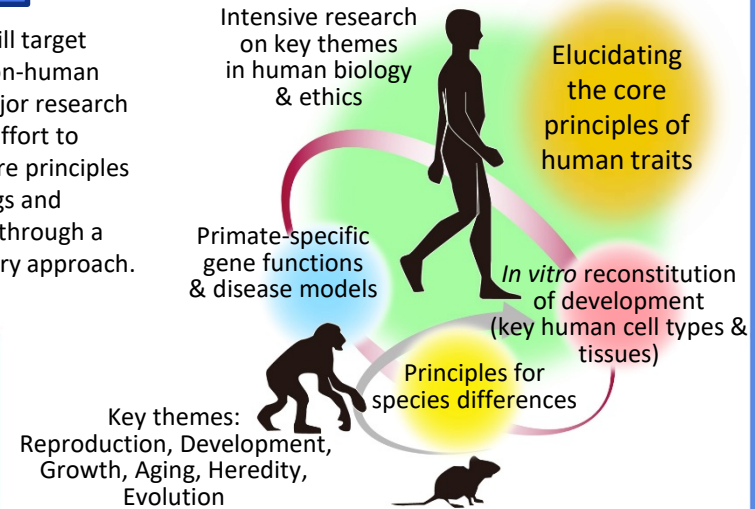 ill target
on-human
jor research
ffort to
re principles
gs and
through a
ry approach.
Intensive research
on key themes
in human biology
& ethics
Elucidating
the core
principles of
human traits
Primate-specific
gene functions
& disease models
In vitro reconstitution
of development
(key human cell types &
tissues)
Principles for
species differences
Key themes:
Reproduction, Development,
Growth, Aging, Heredity,
Evolution